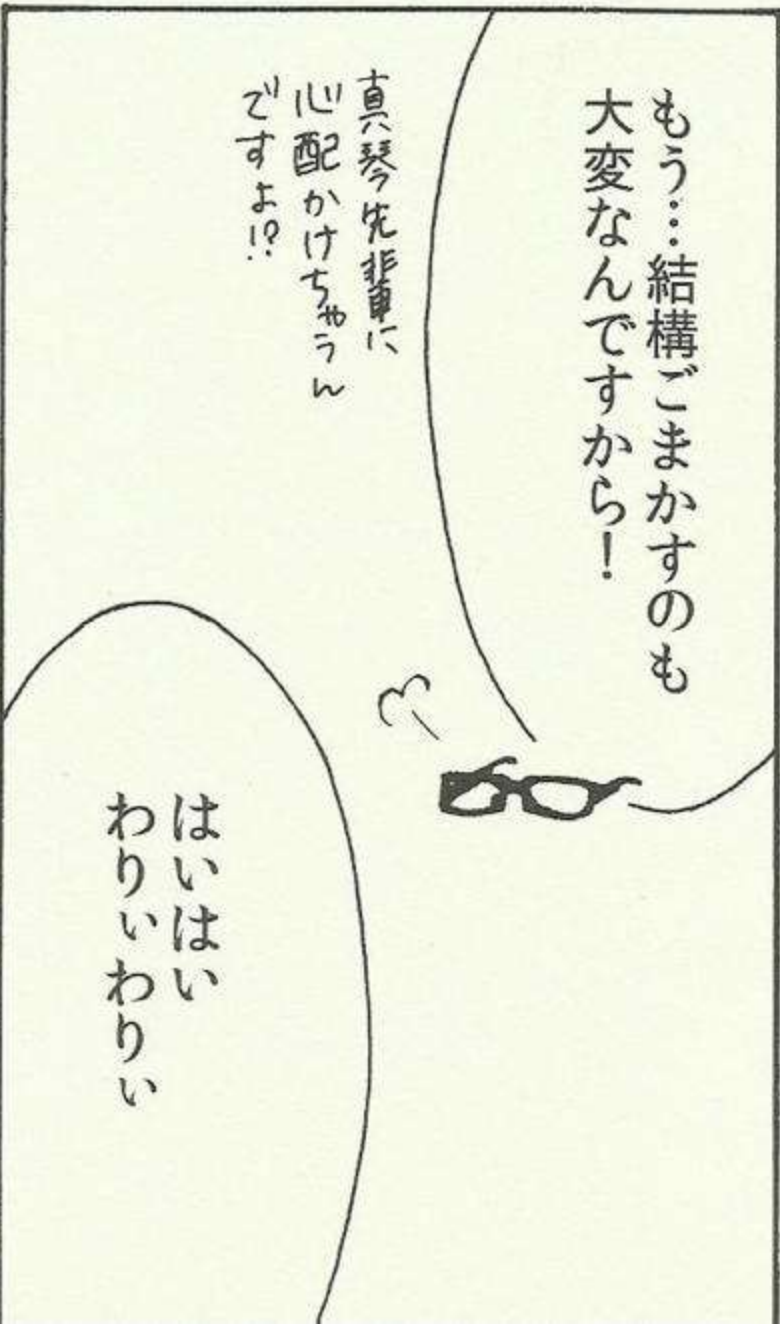 もう…結構ごまかすのも
大変なんですから！
真琴先輩に
心配かけちゃうん
ですよ!?
はいはい
わりぃわりぃ